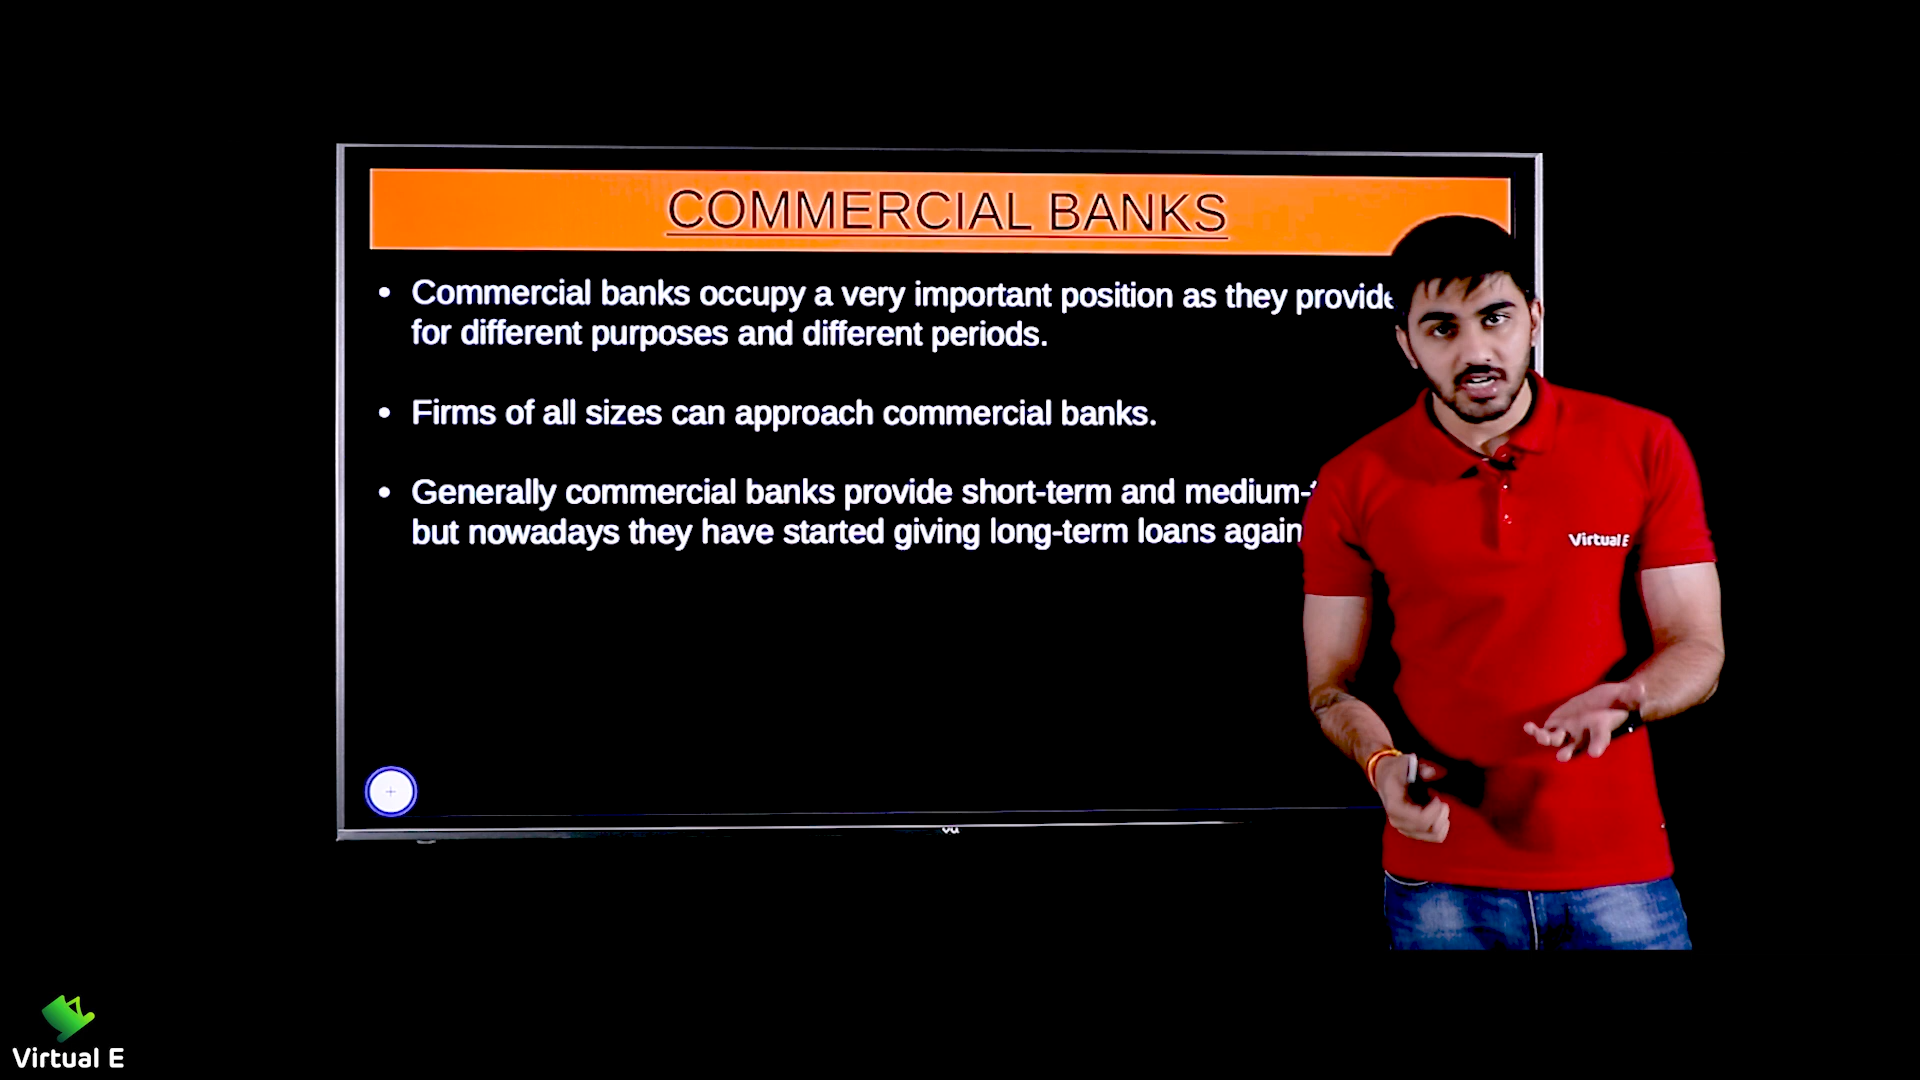 COMMERCIAL BANKS
• Commercial banks occupy a very important position as they provide
for different purposes and different periods.
• Firms of all sizes can approach commercial banks.
• Generally commercial banks provide short-term and medium-
but nowadays they have started giving long-term loans again
Virtual E
vu
Virtual E